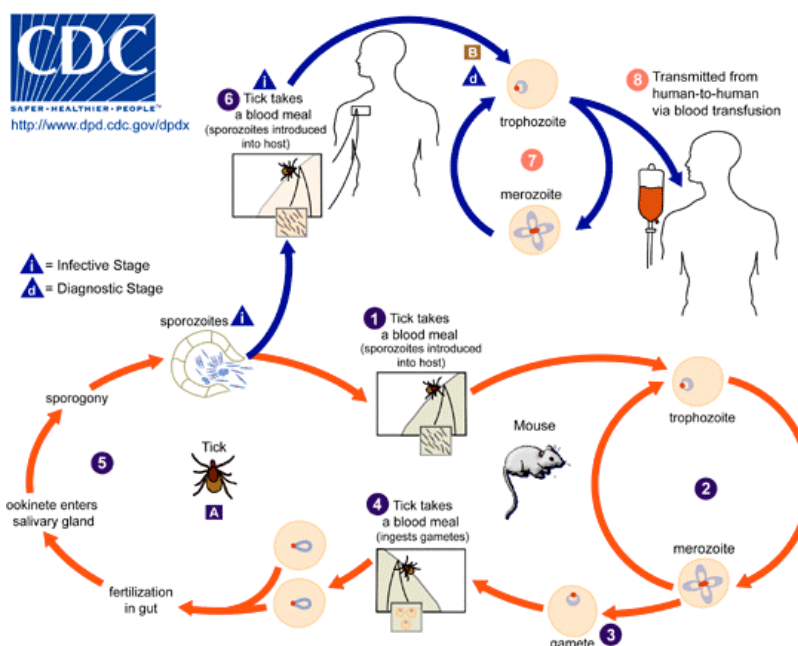 CDC
SAFER·HEALTHIER·PEOPLE™
http://www.dpd.cdc.gov/dpdx
i
6 Tick takes
a blood meal
(sporozoites introduced
into host)
B
d
trophozoite
7
merozoite
8 Transmitted from
human-to-human
via blood transfusion
i = Infective Stage
d = Diagnostic Stage
sporozoites i
1 Tick takes
a blood meal
(sporozoites introduced
into host)
trophozoite
sporogony
Mouse
Tick
5
A
2
ookinete enters
salivary gland
4 Tick takes
a blood meal
(ingests gametes)
merozoite
fertilization
in gut
gamete 3